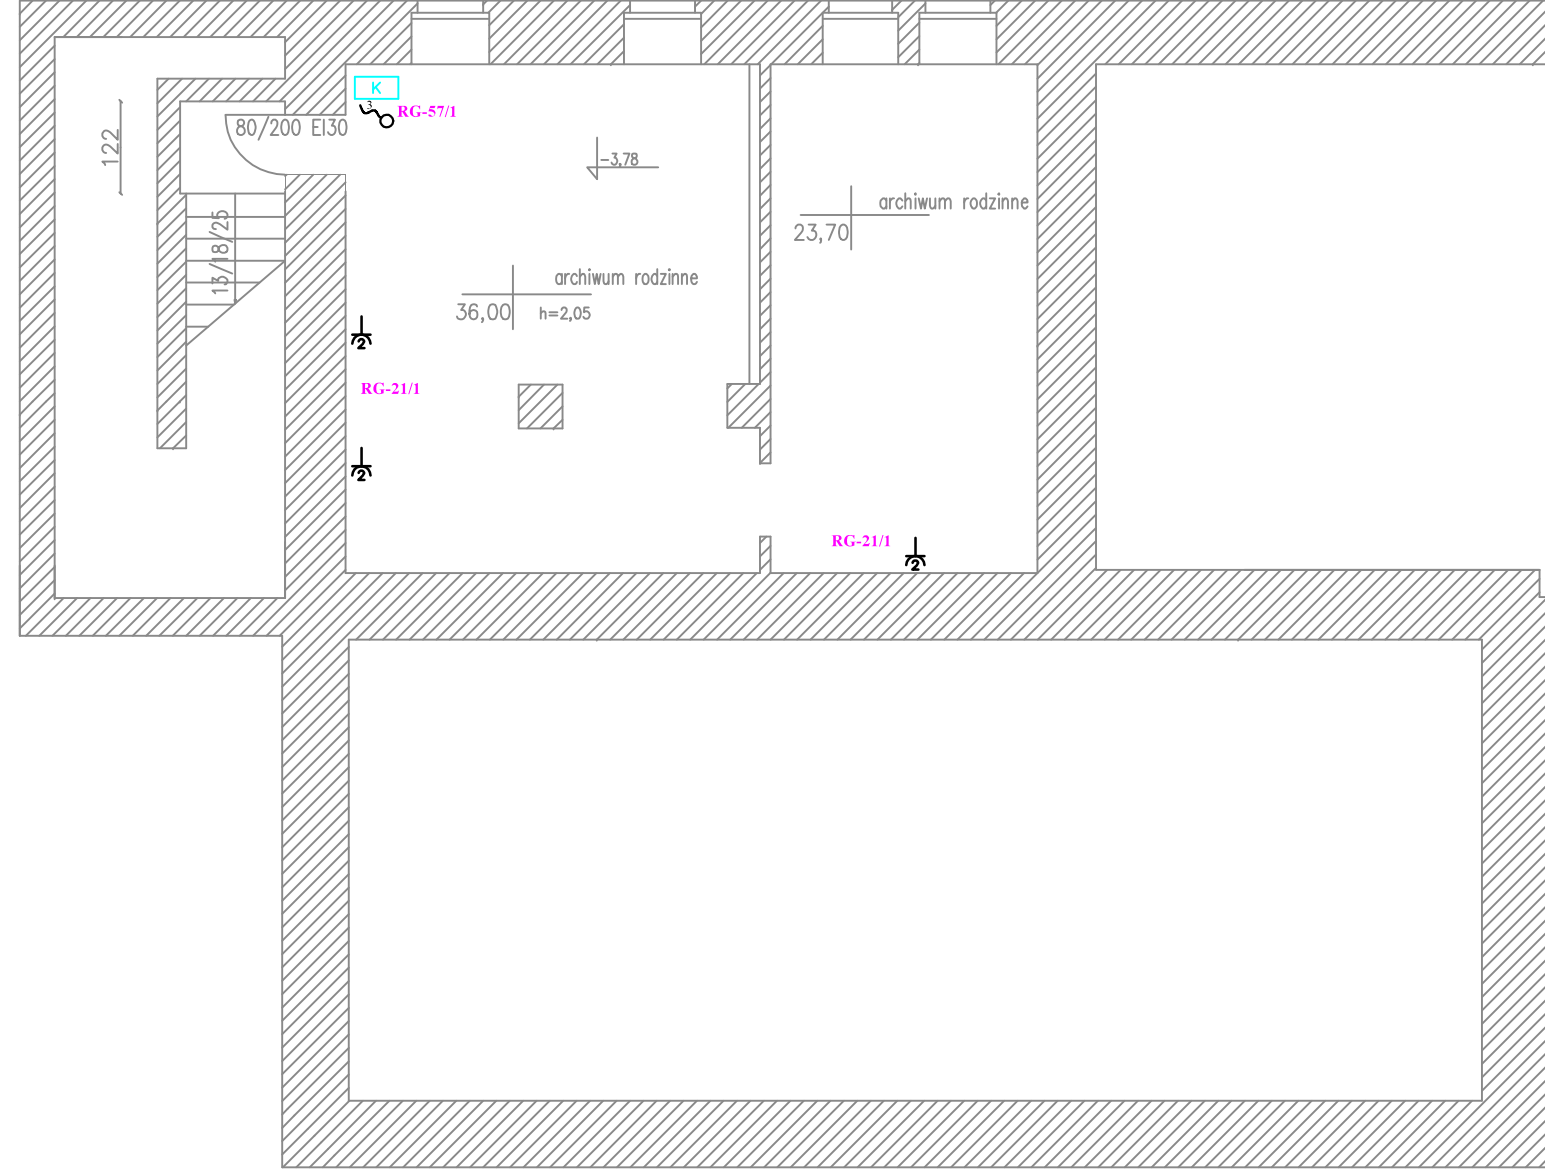 K
3
RG-57/1
80/200 EI30
122
-3,78
archiwum rodzinne
23,70
13/18/25
archiwum rodzinne
36,00
h=2,05
2
RG-21/1
2
RG-21/1
2